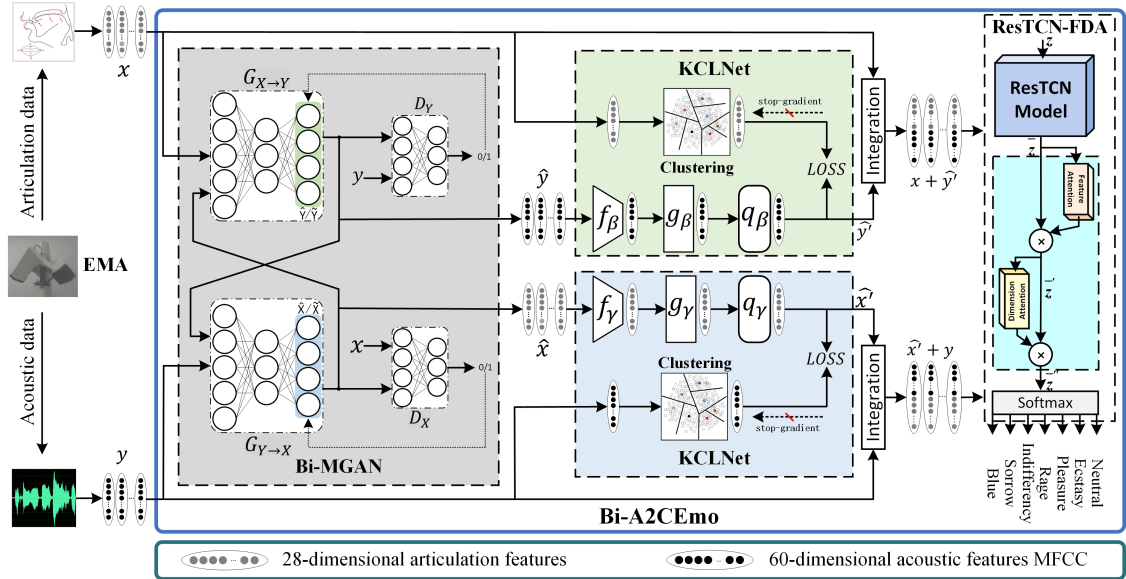 x
Articulation data
EMA
Acoustic data
y
G_{X→Y}
Ŷ/Ỹ
D_Y
y
0/1
X̂/X̃
x
D_X
0/1
G_{Y→X}
Bi-MGAN
ŷ
x̂
KCLNet
stop-gradient
Clustering
LOSS
f_β
g_β
q_β
ŷ'
f_γ
g_γ
q_γ
x̂'
Clustering
LOSS
stop-gradient
KCLNet
Integration
x + ŷ'
Integration
x̂' + y
Bi-A2CEmo
ResTCN-FDA
z
ResTCN
Model
z̄
Feature
Attention
×
z̄'
Dimension
Attention
×
z̄''
Softmax
Blue
Sorrow
Indifferency
Rage
Pleasure
Ecstasy
Neutral
28-dimensional articulation features
60-dimensional acoustic features MFCC